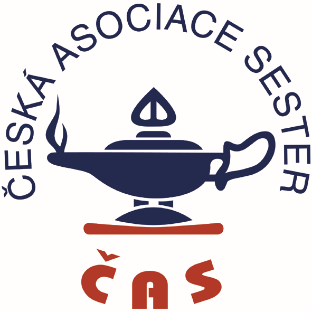 ČESKÁ ASOCIACE SESTER
ČAS